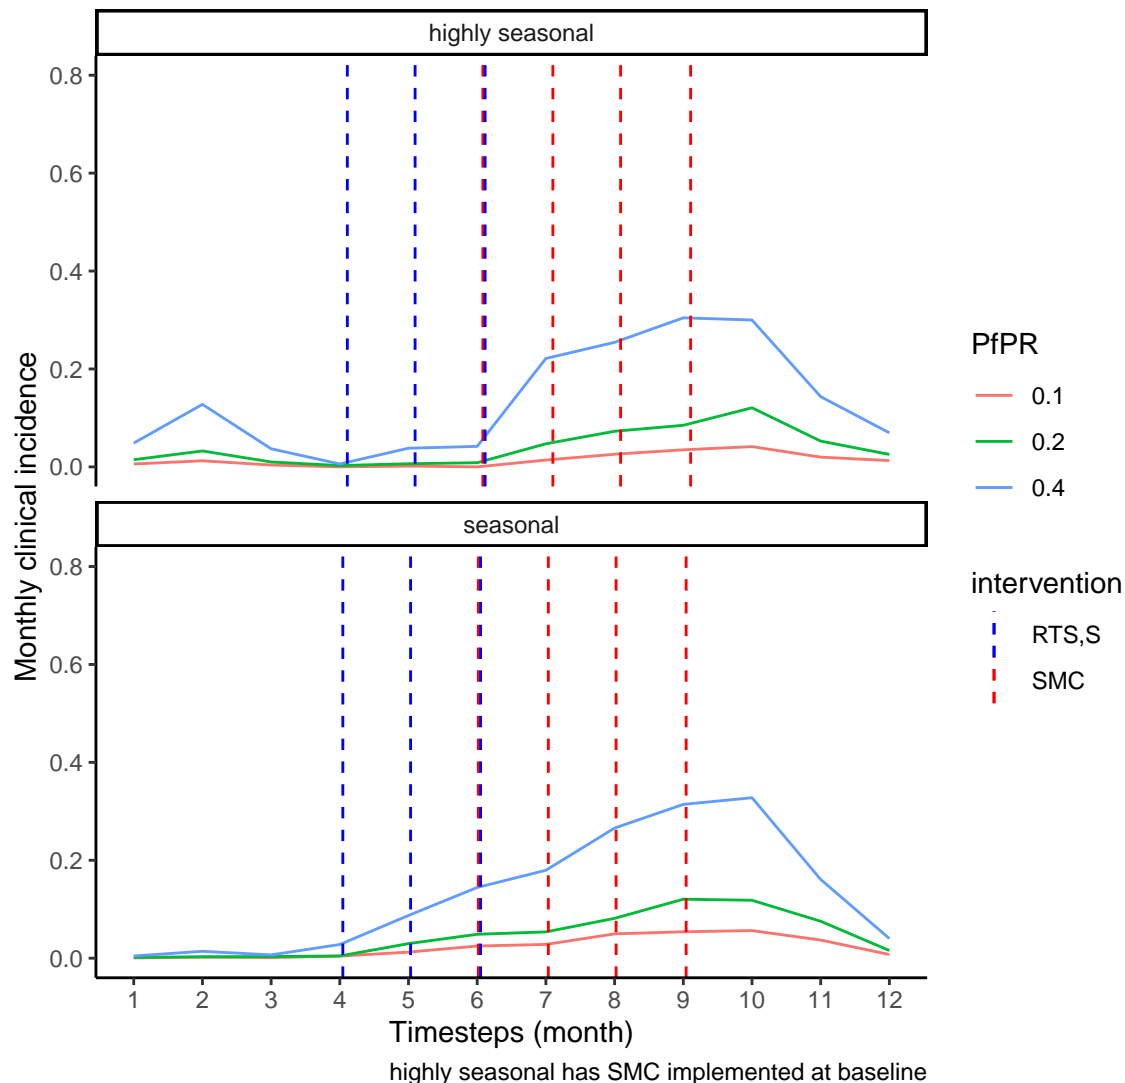 highly seasonal
0.8
0.6
0.4
0.2
0.0
seasonal
0.8
0.6
0.4
0.2
0.0
Monthly clinical incidence
1 2 3 4 5 6 7 8 9 10 11 12
Timesteps (month)
highly seasonal has SMC implemented at baseline
PfPR
0.1
0.2
0.4
intervention
RTS,S
SMC